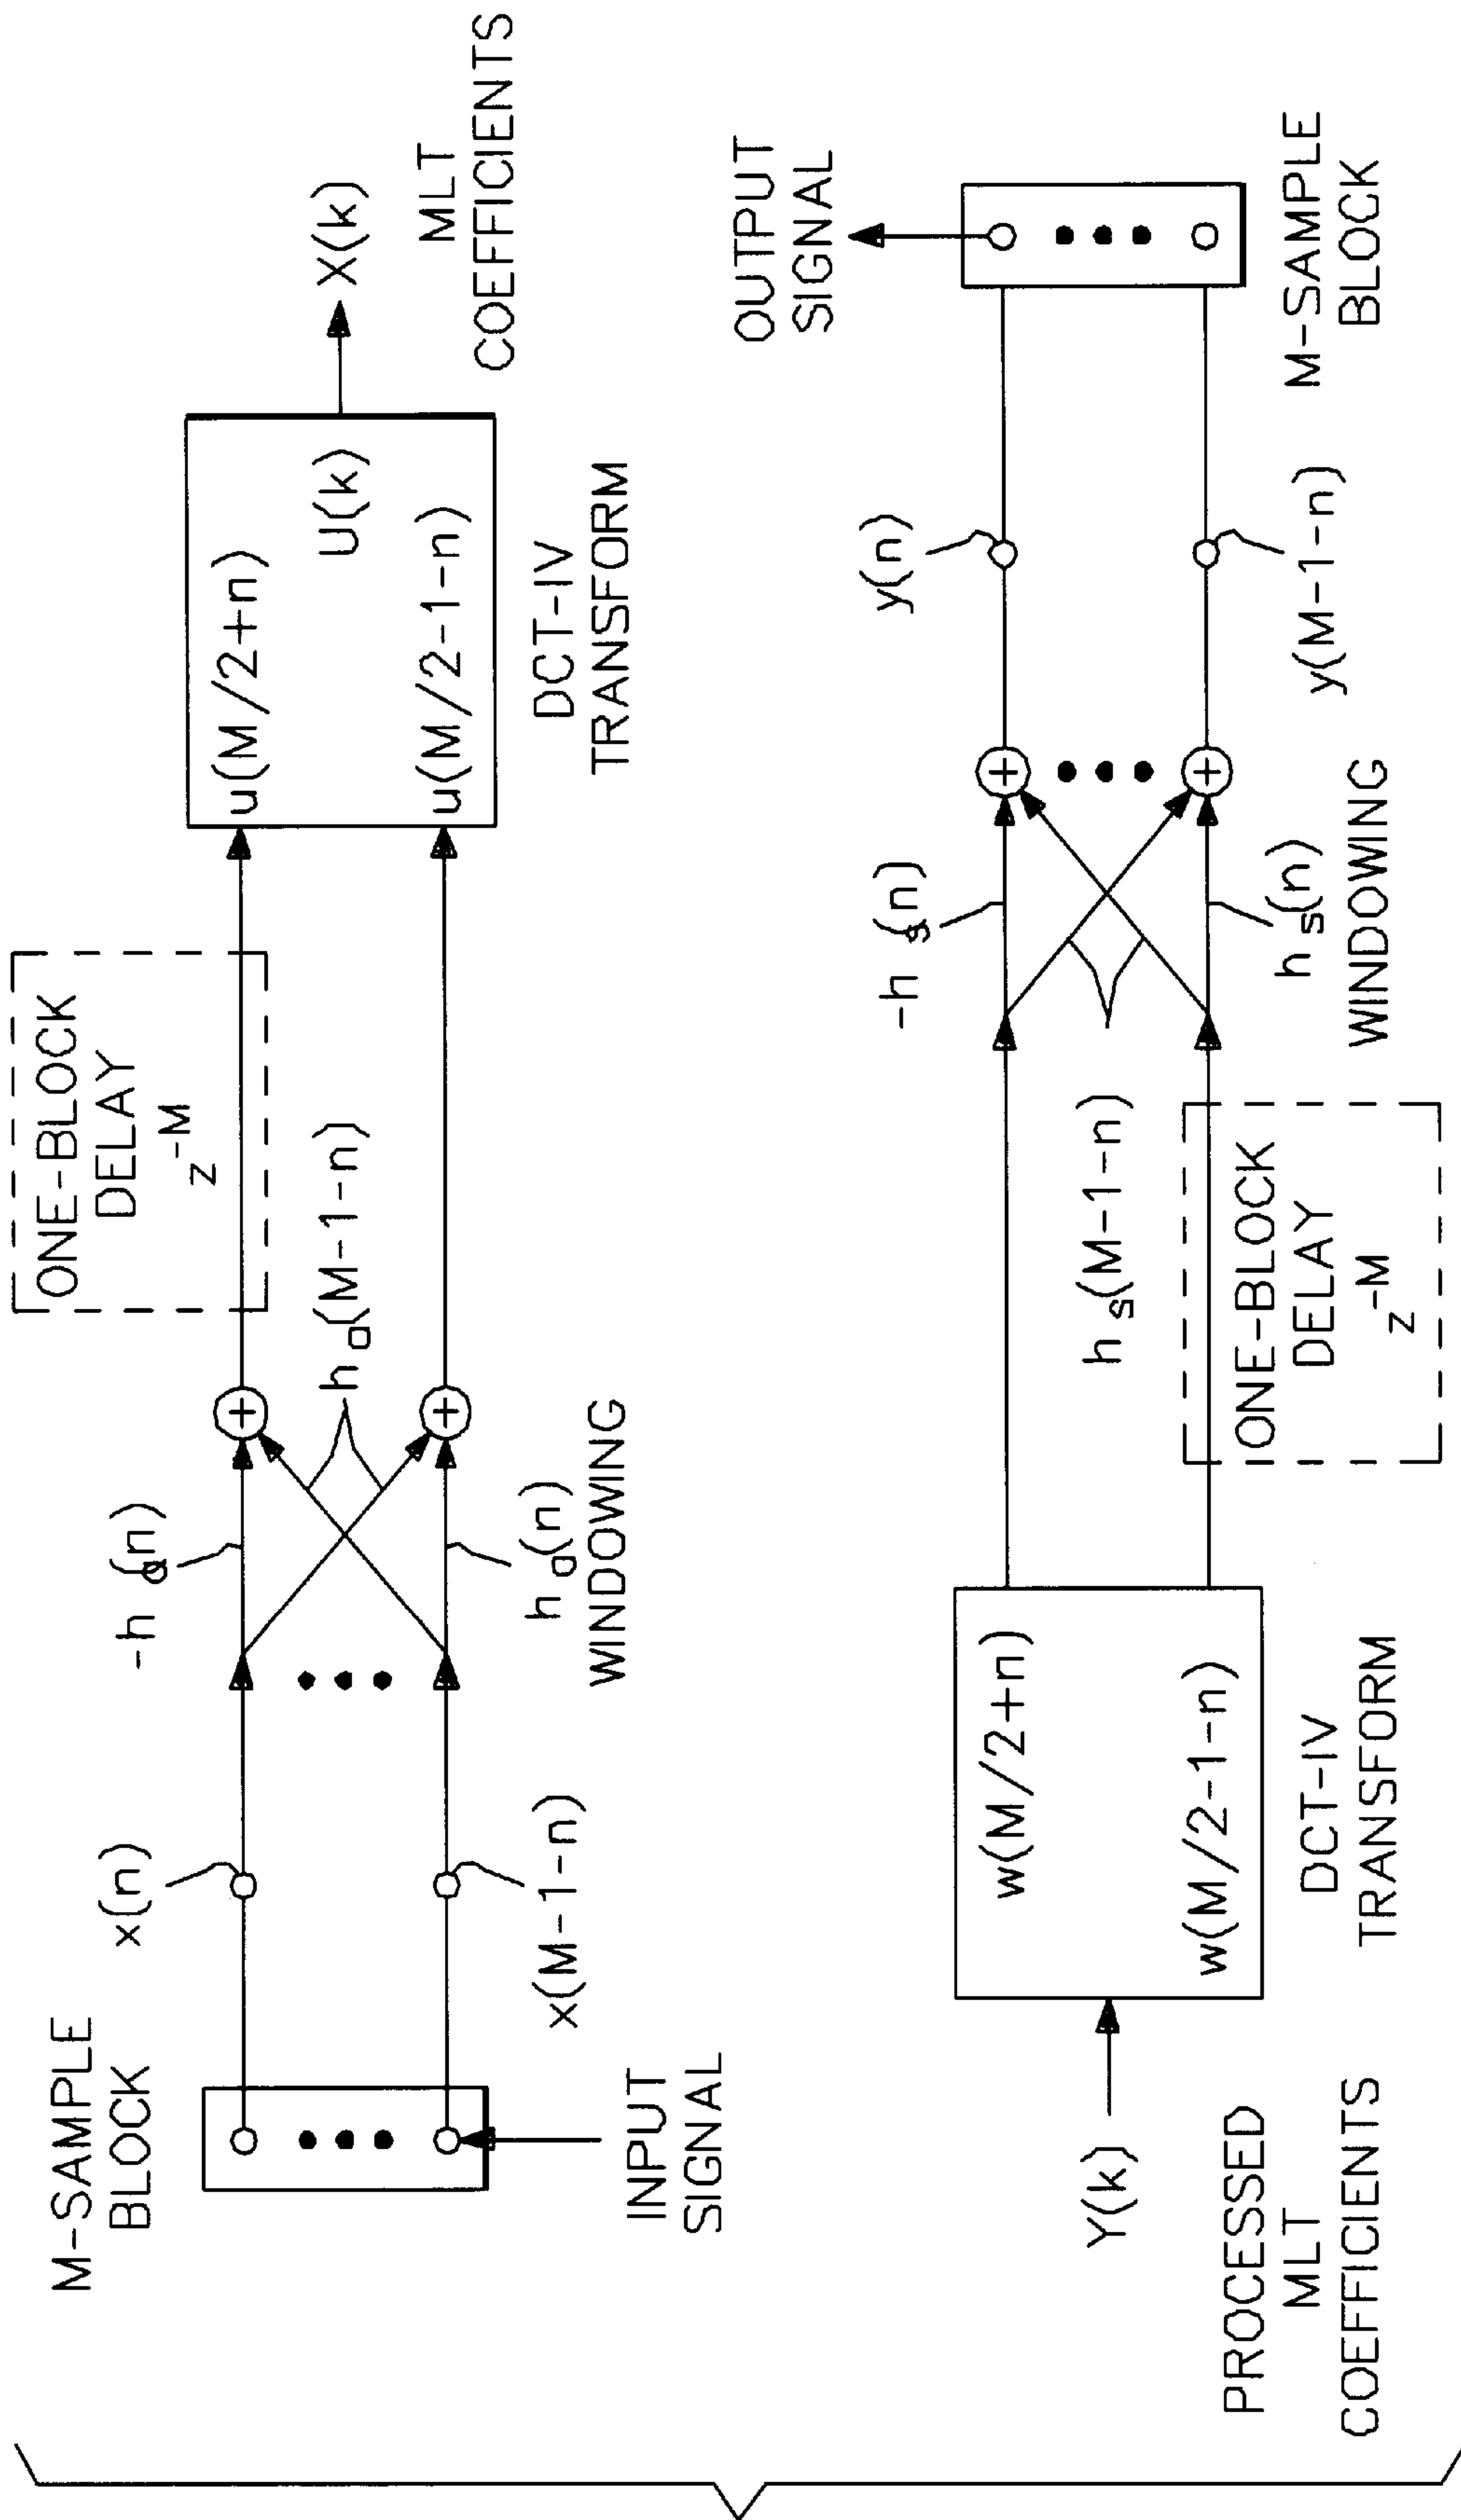 M-SAMPLE
BLOCK
x(n)
-h a(n)
ONE-BLOCK
DELAY
z^-M
u(M/2+n)
U(k)
u(M/2-1-n)
X(k)
MLT
COEFFICIENTS
h a(M-1-n)
INPUT
SIGNAL
x(M-1-n)
h a(n)
WINDOWING
DCT-IV
TRANSFORM
Y(k)
PROCESSED
MLT
COEFFICIENTS
w(M/2+n)
w(M/2-1-n)
DCT-IV
TRANSFORM
h s(M-1-n)
ONE-BLOCK
DELAY
z^-M
-h s(n)
h s(n)
WINDOWING
y(n)
y(M-1-n)
OUTPUT
SIGNAL
M-SAMPLE
BLOCK